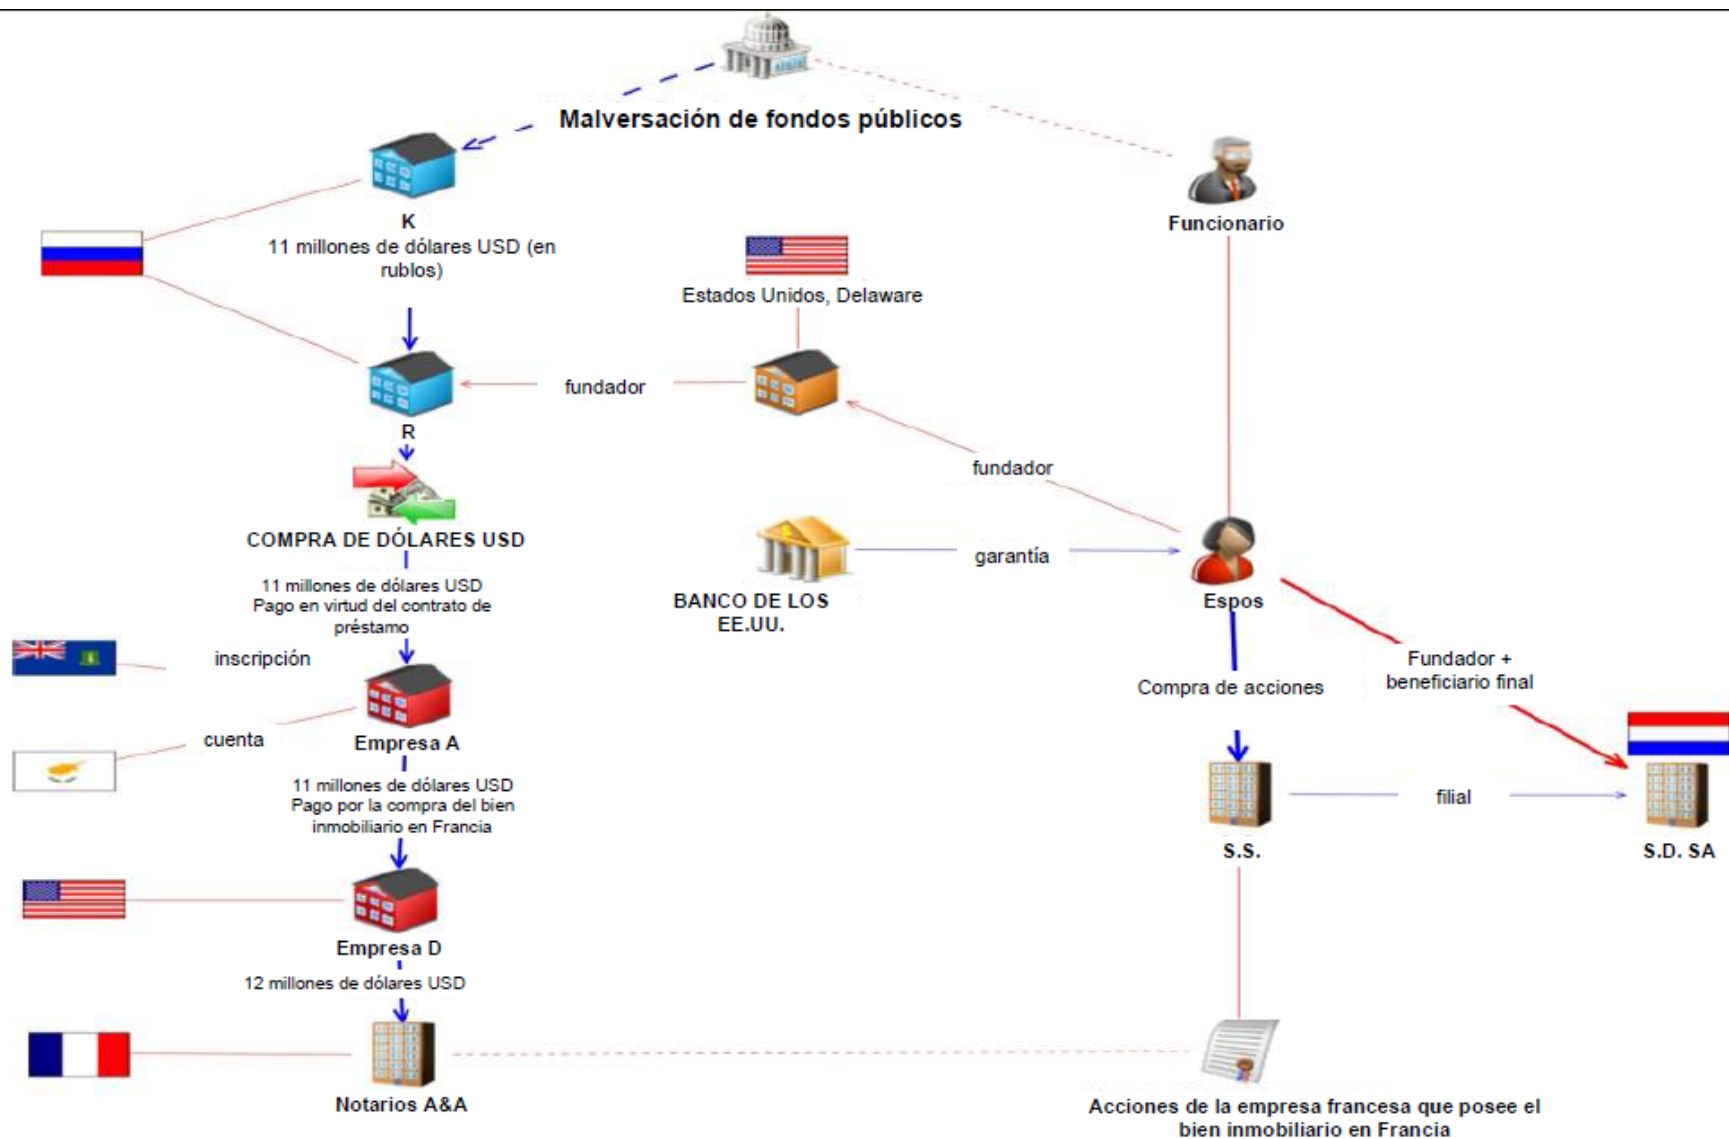 Malversación de fondos públicos
K
11 millones de dólares USD (en
rublos)
Funcionario
Estados Unidos, Delaware
fundador
R
fundador
COMPRA DE DÓLARES USD
11 millones de dólares USD
Pago en virtud del contrato de
préstamo
garantía
BANCO DE LOS
EE.UU.
Espos
inscripción
Fundador +
beneficiario final
Compra de acciones
cuenta
Empresa A
11 millones de dólares USD
Pago por la compra del bien
inmobiliario en Francia
filial
S.S.
S.D. SA
Empresa D
12 millones de dólares USD
Notarios A&A
Acciones de la empresa francesa que posee el
bien inmobiliario en Francia